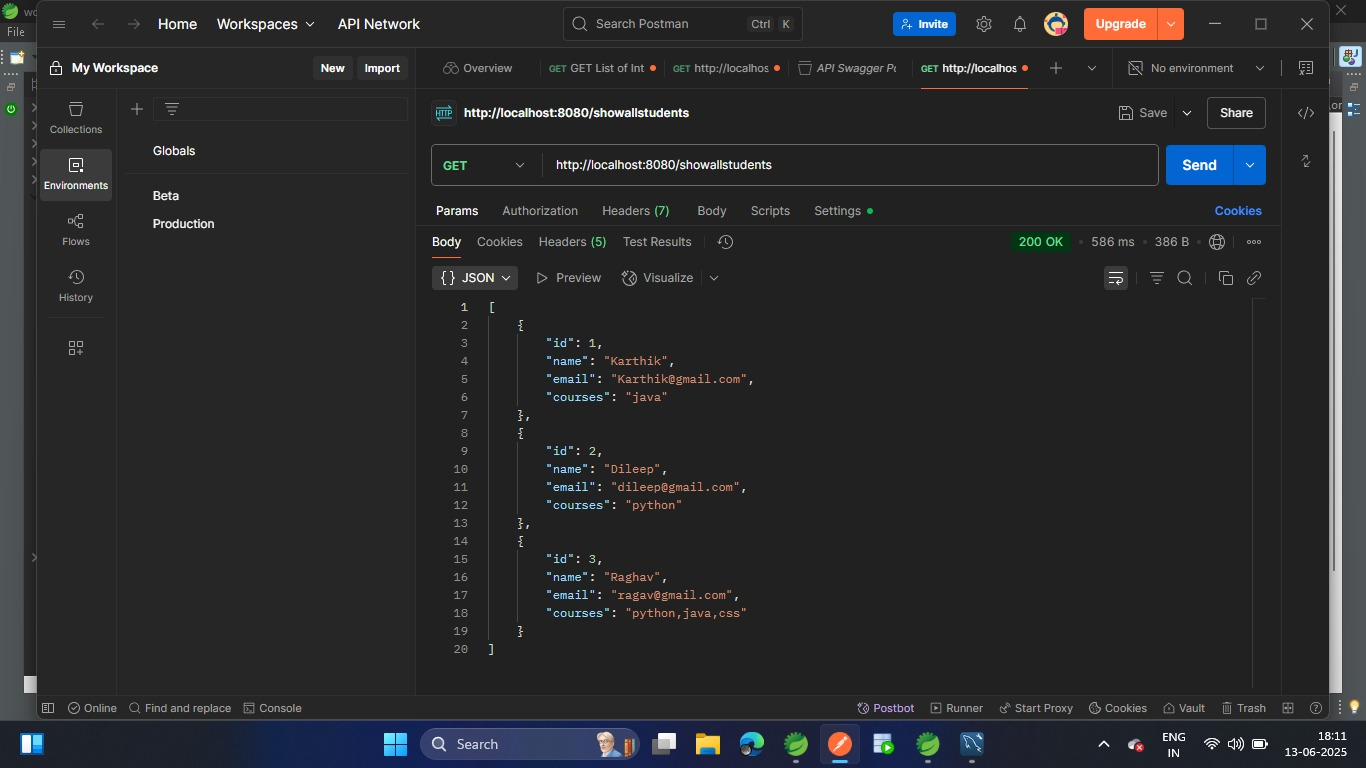 wo
File
Home Workspaces API Network Search Postman Ctrl K Invite Upgrade
My Workspace New Import Overview GET GET List of Int GET http://localhos API Swagger Po GET http://localhos No environment
Collections
Environments
Flows
History
Globals
Beta
Production
HTTP http://localhost:8080/showallstudents Save Share
GET http://localhost:8080/showallstudents Send
Params Authorization Headers (7) Body Scripts Settings Cookies
Body Cookies Headers (5) Test Results 200 OK 586 ms 386 B
{} JSON Preview Visualize
1 [
2 {
3 "id": 1,
4 "name": "Karthik",
5 "email": "Karthik@gmail.com",
6 "courses": "java"
7 },
8 {
9 "id": 2,
10 "name": "Dileep",
11 "email": "dileep@gmail.com",
12 "courses": "python"
13 },
14 {
15 "id": 3,
16 "name": "Raghav",
17 "email": "ragav@gmail.com",
18 "courses": "python,java,css"
19 }
20 ]
Online Find and replace Console Postbot Runner Start Proxy Cookies Vault Trash
Search ENG 18:11
IN 13-06-2025